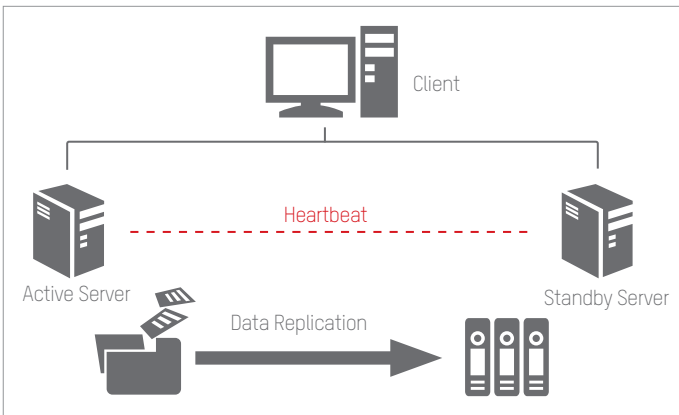 Client
Heartbeat
Active Server
Standby Server
Data Replication